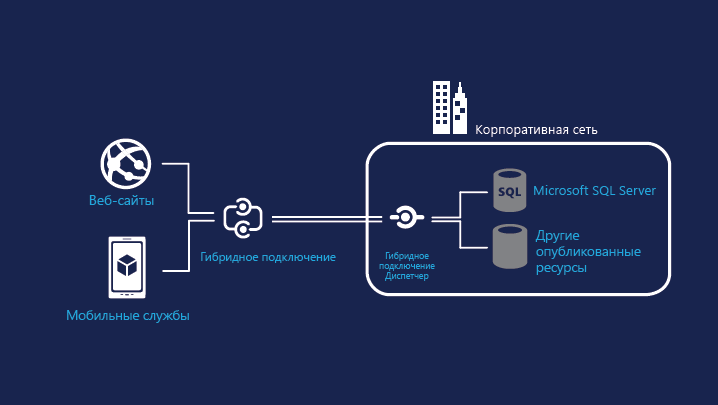 Корпоративная сеть
Веб-сайты
SQL
Microsoft SQL Server
Гибридное подключение
Гибридное
подключение
Диспетчер
Другие
опубликованные
ресурсы
Мобильные службы